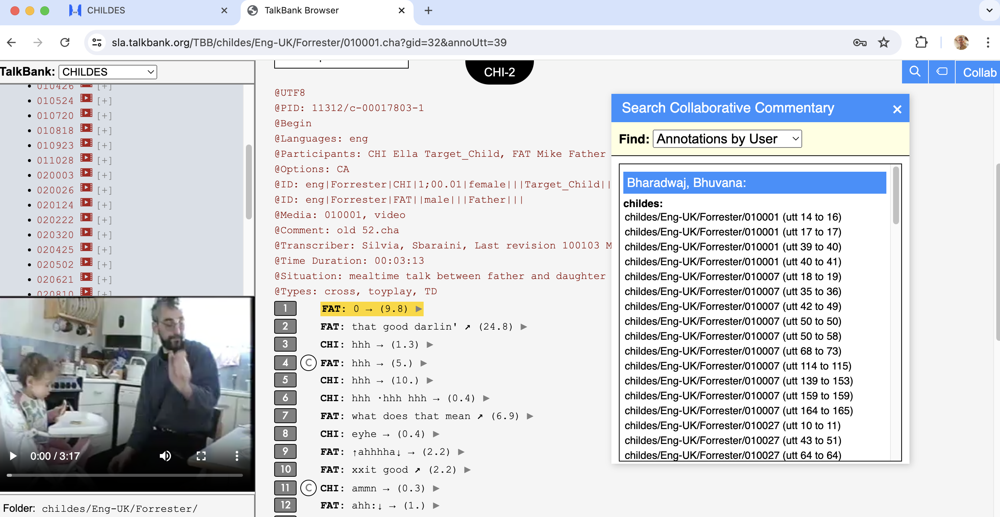 CHILDES
TalkBank Browser
sla.talkbank.org/TBB/childes/Eng-UK/Forrester/010001.cha?gid=32&annoUtt=39
TalkBank: CHILDES
010426 [+]
010524 [+]
010720 [+]
010818 [+]
010923 [+]
011028 [+]
020003 [+]
020026 [+]
020124 [+]
020222 [+]
020320 [+]
020425 [+]
020502 [+]
020621 [+]
020810 [+]
0:00 / 3:17
Folder: childes/Eng-UK/Forrester/
CHI-2
Collab
@UTF8
@PID: 11312/c-00017803-1
@Begin
@Languages: eng
@Participants: CHI Ella Target_Child, FAT Mike Father
@Options: CA
@ID: eng|Forrester|CHI|1;00.01|female|||Target_Child||
@ID: eng|Forrester|FAT||male|||Father|||
@Media: 010001, video
@Comment: old 52.cha
@Transcriber: Silvia, Sbaraini, Last revision 100103 M
@Time Duration: 00:03:13
@Situation: mealtime talk between father and daughter
@Types: cross, toyplay, TD
1 FAT: 0 → (9.8) ▶
2 FAT: that good darlin' ↗ (24.8) ▶
3 CHI: hhh → (1.3) ▶
4 C FAT: hhh → (5.) ▶
5 CHI: hhh → (10.) ▶
6 CHI: hhh ·hhh hhh → (0.4) ▶
7 FAT: what does that mean ↗ (6.9) ▶
8 CHI: eyhe → (0.4) ▶
9 FAT: ↑ahhhha↓ → (2.2) ▶
10 FAT: xxit good ↗ (2.2) ▶
11 C CHI: ammn → (0.3) ▶
12 FAT: ahh:↓ → (1.) ▶
Search Collaborative Commentary
Find: Annotations by User
Bharadwaj, Bhuvana:
childes:
childes/Eng-UK/Forrester/010001 (utt 14 to 16)
childes/Eng-UK/Forrester/010001 (utt 17 to 17)
childes/Eng-UK/Forrester/010001 (utt 39 to 40)
childes/Eng-UK/Forrester/010001 (utt 40 to 41)
childes/Eng-UK/Forrester/010007 (utt 18 to 19)
childes/Eng-UK/Forrester/010007 (utt 35 to 36)
childes/Eng-UK/Forrester/010007 (utt 42 to 49)
childes/Eng-UK/Forrester/010007 (utt 50 to 50)
childes/Eng-UK/Forrester/010007 (utt 50 to 58)
childes/Eng-UK/Forrester/010007 (utt 68 to 73)
childes/Eng-UK/Forrester/010007 (utt 114 to 115)
childes/Eng-UK/Forrester/010007 (utt 139 to 153)
childes/Eng-UK/Forrester/010007 (utt 159 to 159)
childes/Eng-UK/Forrester/010007 (utt 164 to 165)
childes/Eng-UK/Forrester/010027 (utt 10 to 11)
childes/Eng-UK/Forrester/010027 (utt 43 to 51)
childes/Eng-UK/Forrester/010027 (utt 64 to 64)